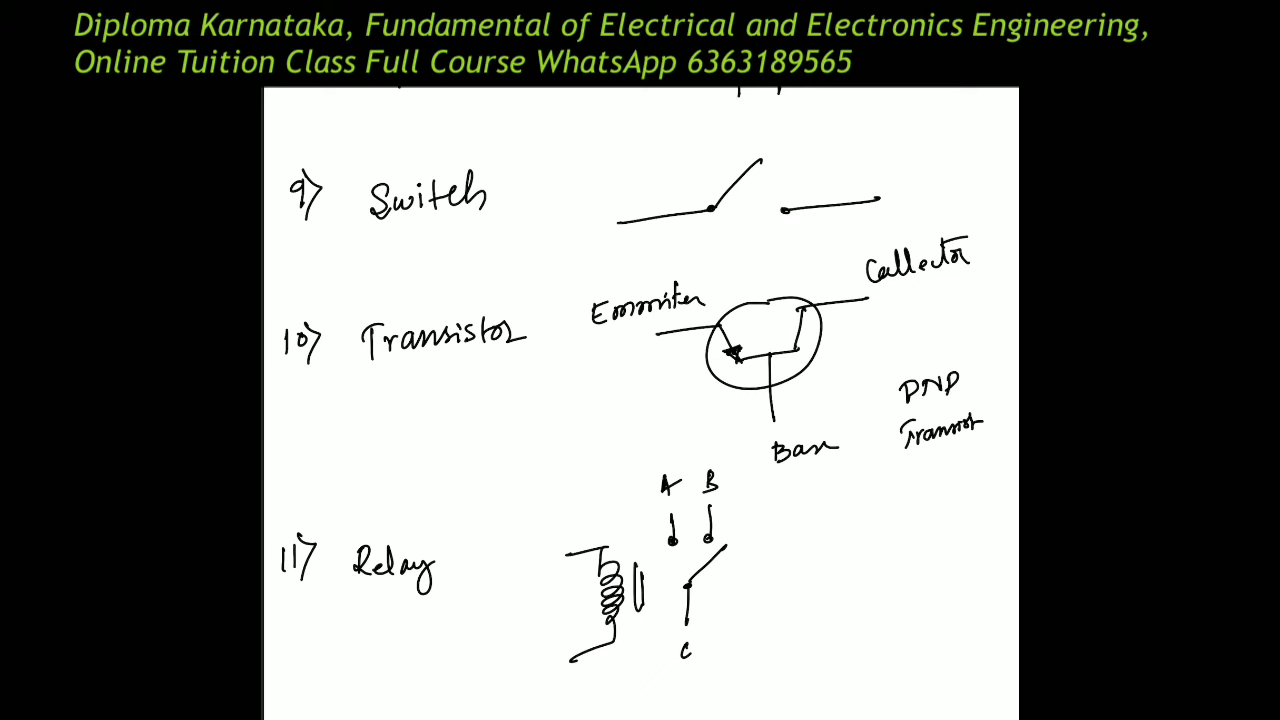 Diploma Karnataka, Fundamental of Electrical and Electronics Engineering,
Online Tuition Class Full Course WhatsApp 6363189565
9) Switch
Collector
Emmiter
10) Transistor
PNP
Transist
Base
A B
11) Relay
C